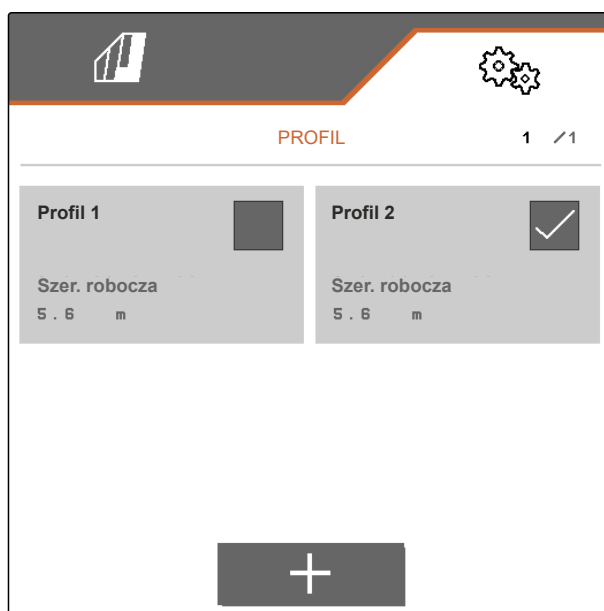 PROFIL 1 /1
Profil 1
Szer. robocza
5.6 m
Profil 2
Szer. robocza
5.6 m